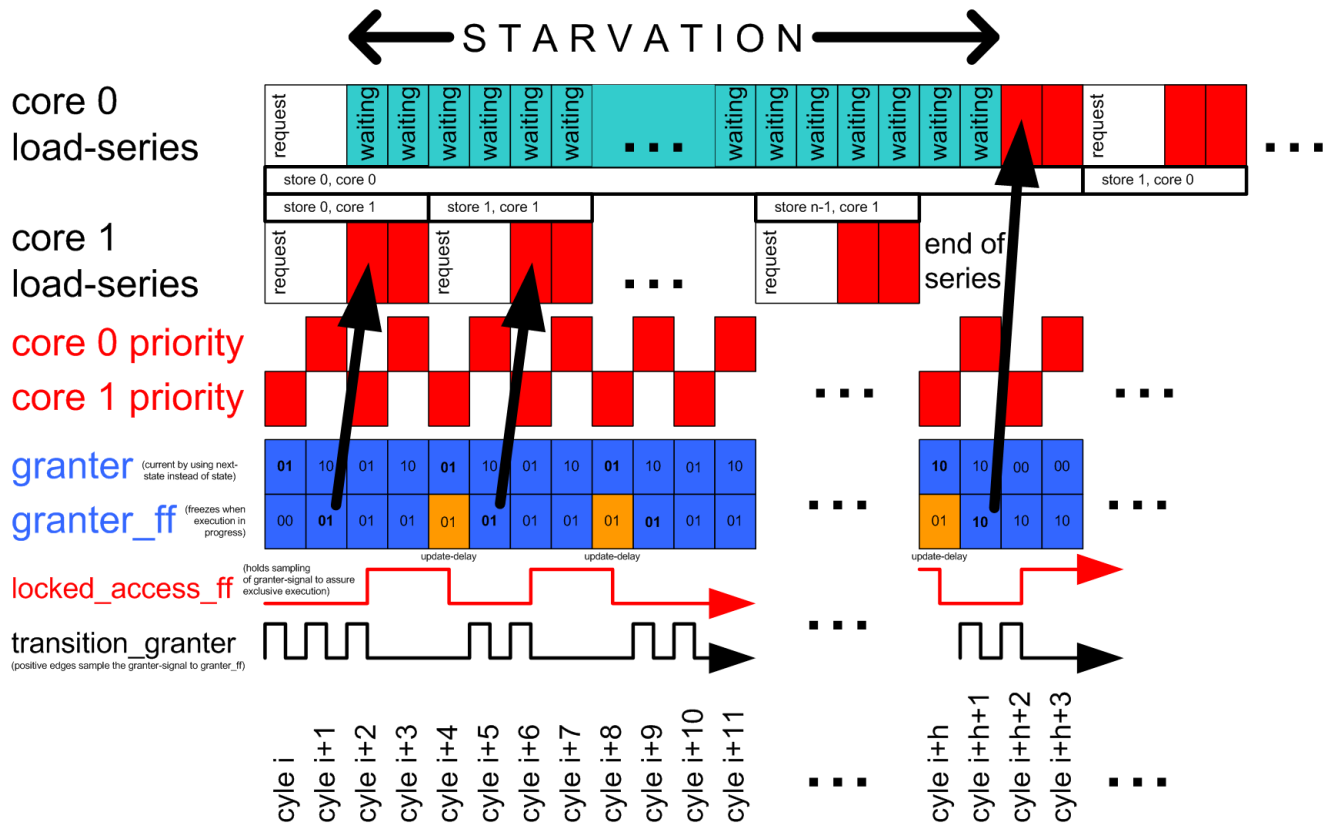 STARVATION
core 0
load-series
request
waiting
waiting
waiting
waiting
waiting
waiting
...
waiting
waiting
waiting
waiting
waiting
waiting
waiting
request
...
store 0, core 0
store 1, core 0
store 0, core 1
store 1, core 1
store n-1, core 1
core 1
load-series
request
request
...
request
end of
series
core 0 priority
core 1 priority
...
...
granter
(current by using next-
state instead of state)
01 10 01 10 01 10 01 10 01 10 01 10
10 10 00 00
granter_ff
(freezes when
execution in
progress)
00 01 01 01 01 01 01 01 01 01 01 01
...
01 10 10 10
...
update-delay
update-delay
update-delay
locked_access_ff
(holds sampling
of granter-signal to assure
exclusive execution)
...
transition_granter
(positive edges sample the granter-signal to granter_ff)
cyle i
cyle i+1
cyle i+2
cyle i+3
cyle i+4
cyle i+5
cyle i+6
cyle i+7
cyle i+8
cyle i+9
cyle i+10
cyle i+11
...
cyle i+h
cyle i+h+1
cyle i+h+2
cyle i+h+3
...